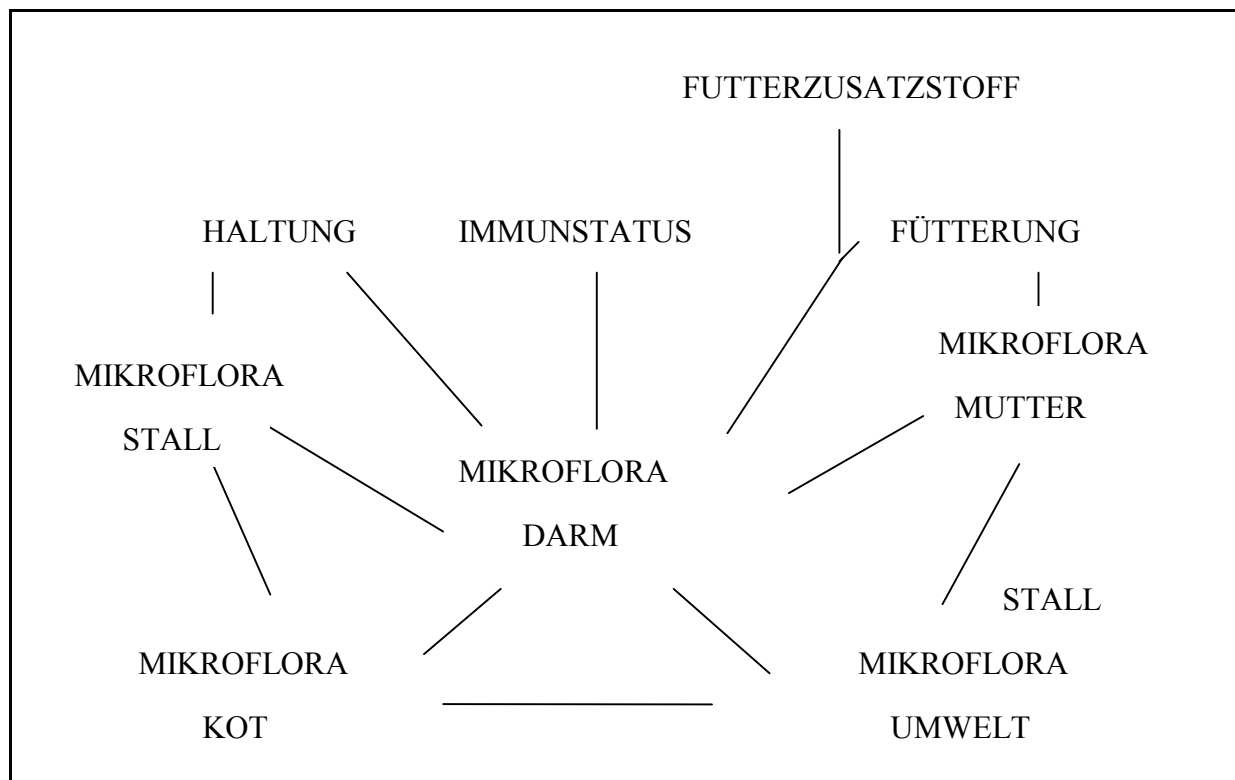 FUTTERZUSATZSTOFF
HALTUNG
IMMUNSTATUS
FÜTTERUNG
MIKROFLORA
STALL
MIKROFLORA
MUTTER
MIKROFLORA
DARM
MIKROFLORA
KOT
STALL
MIKROFLORA
UMWELT